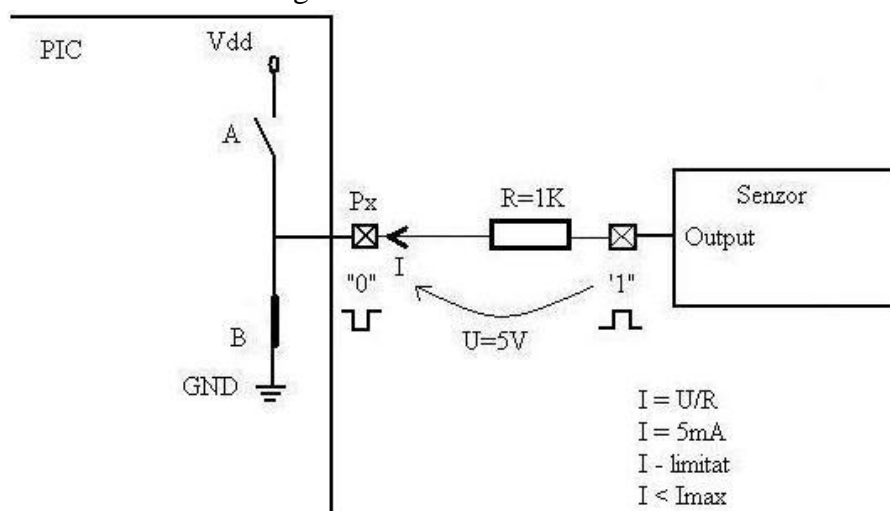 PIC
Vdd
A
Px
I
"0"
B
GND
R=1K
'1"
U=5V
Senzor
Output
I = U/R
I = 5mA
I - limitat
I < Imax